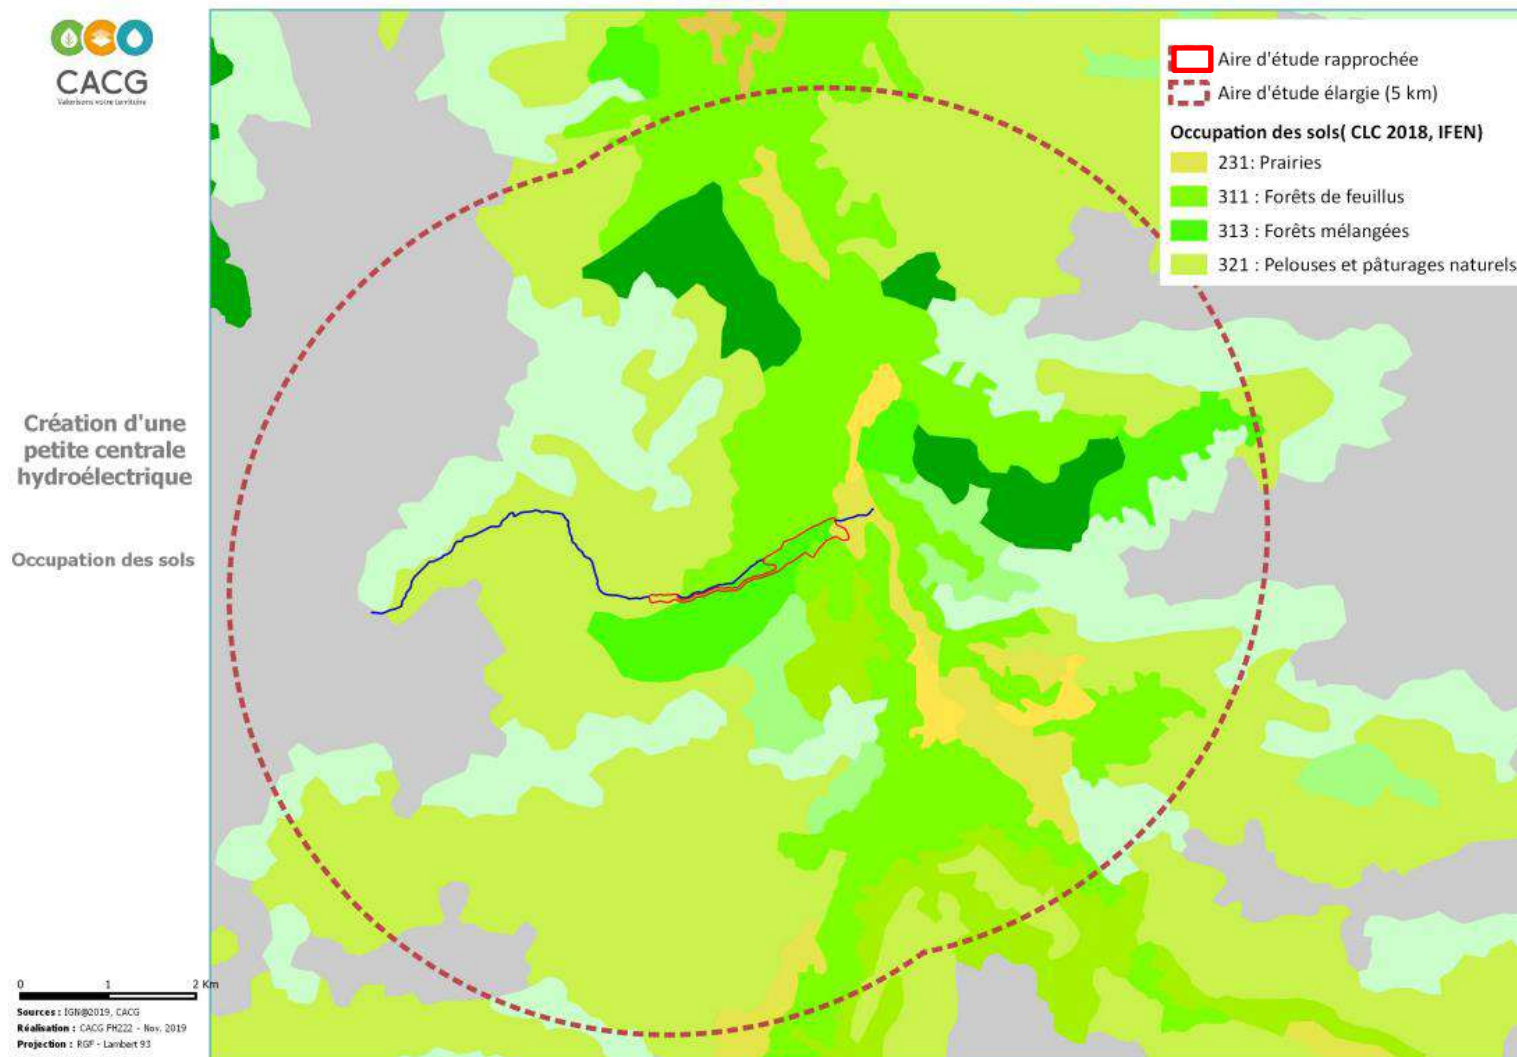 CACG
Valorisons votre territoire
Création d'une
petite centrale
hydroélectrique
Occupation des sols
0 1 2 Km
Sources : IGN@2019, CACG
Réalisation : CACG FH222 - Nov. 2019
Projection : RGF - Lambert 93
Aire d'étude rapprochée
Aire d'étude élargie (5 km)
Occupation des sols( CLC 2018, IFEN)
231: Prairies
311 : Forêts de feuillus
313 : Forêts mélangées
321 : Pelouses et pâturages naturels